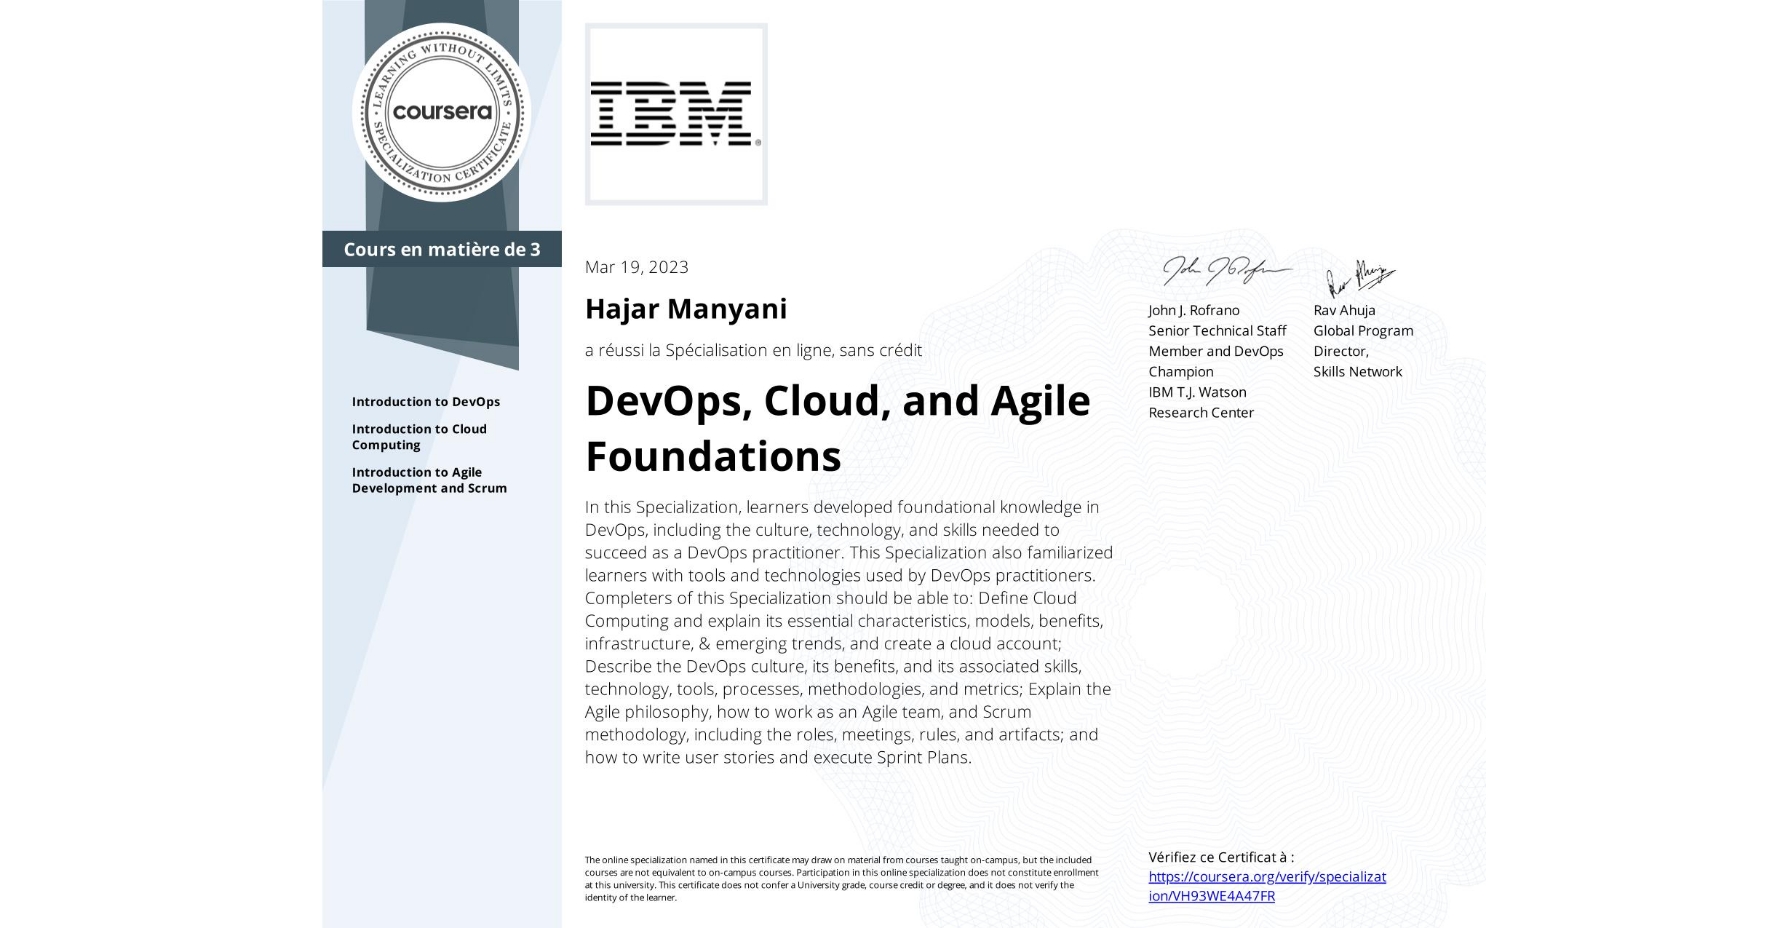 LEARNING WITHOUT LIMITS
coursera
SPECIALIZATION CERTIFICATE
Cours en matière de 3
Introduction to DevOps
Introduction to Cloud
Computing
Introduction to Agile
Development and Scrum
IBM®
Mar 19, 2023
Hajar Manyani
a réussi la Spécialisation en ligne, sans crédit
DevOps, Cloud, and Agile
Foundations
In this Specialization, learners developed foundational knowledge in
DevOps, including the culture, technology, and skills needed to
succeed as a DevOps practitioner. This Specialization also familiarized
learners with tools and technologies used by DevOps practitioners.
Completers of this Specialization should be able to: Define Cloud
Computing and explain its essential characteristics, models, benefits,
infrastructure, & emerging trends, and create a cloud account;
Describe the DevOps culture, its benefits, and its associated skills,
technology, tools, processes, methodologies, and metrics; Explain the
Agile philosophy, how to work as an Agile team, and Scrum
methodology, including the roles, meetings, rules, and artifacts; and
how to write user stories and execute Sprint Plans.
The online specialization named in this certificate may draw on material from courses taught on-campus, but the included
courses are not equivalent to on-campus courses. Participation in this online specialization does not constitute enrollment
at this university. This certificate does not confer a University grade, course credit or degree, and it does not verify the
identity of the learner.
John J. Rofrano
Senior Technical Staff
Member and DevOps
Champion
IBM T.J. Watson
Research Center
Rav Ahuja
Global Program
Director,
Skills Network
Vérifiez ce Certificat à :
https://coursera.org/verify/specializat
ion/VH93WE4A47FR